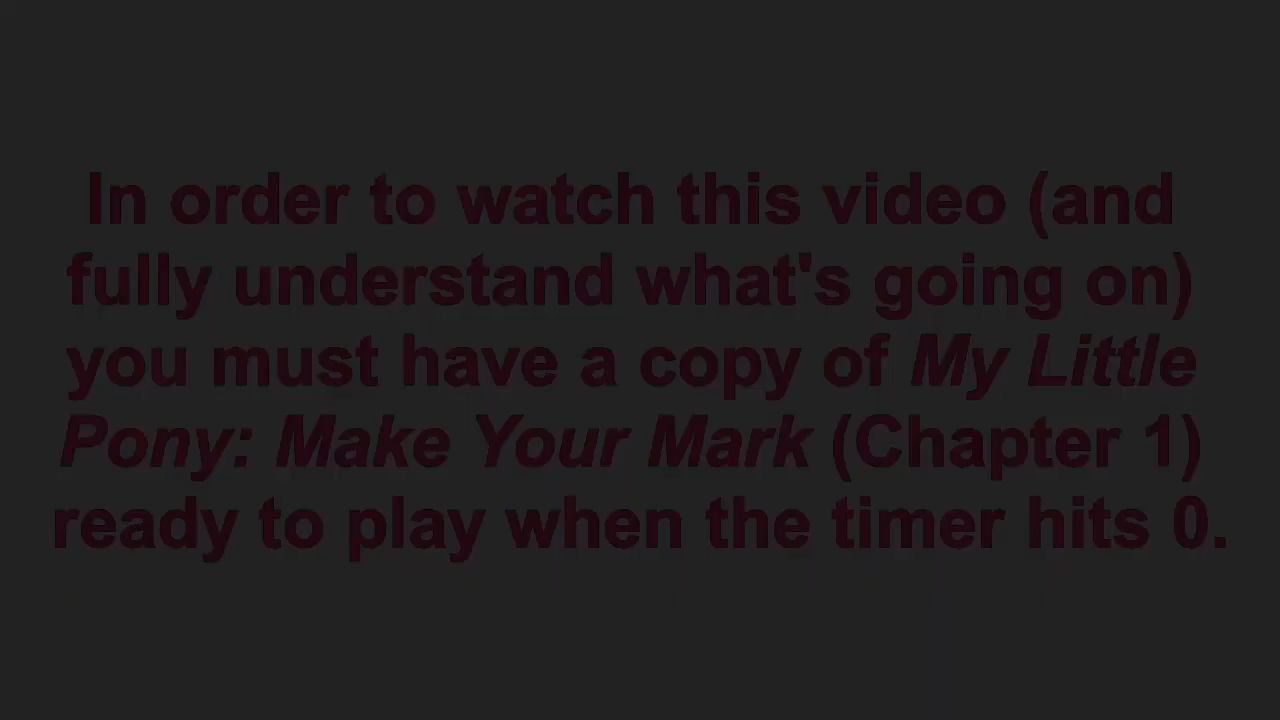 In order to watch this video (and
fully understand what's going on)
you must have a copy of My Little
Pony: Make Your Mark (Chapter 1)
ready to play when the timer hits 0.